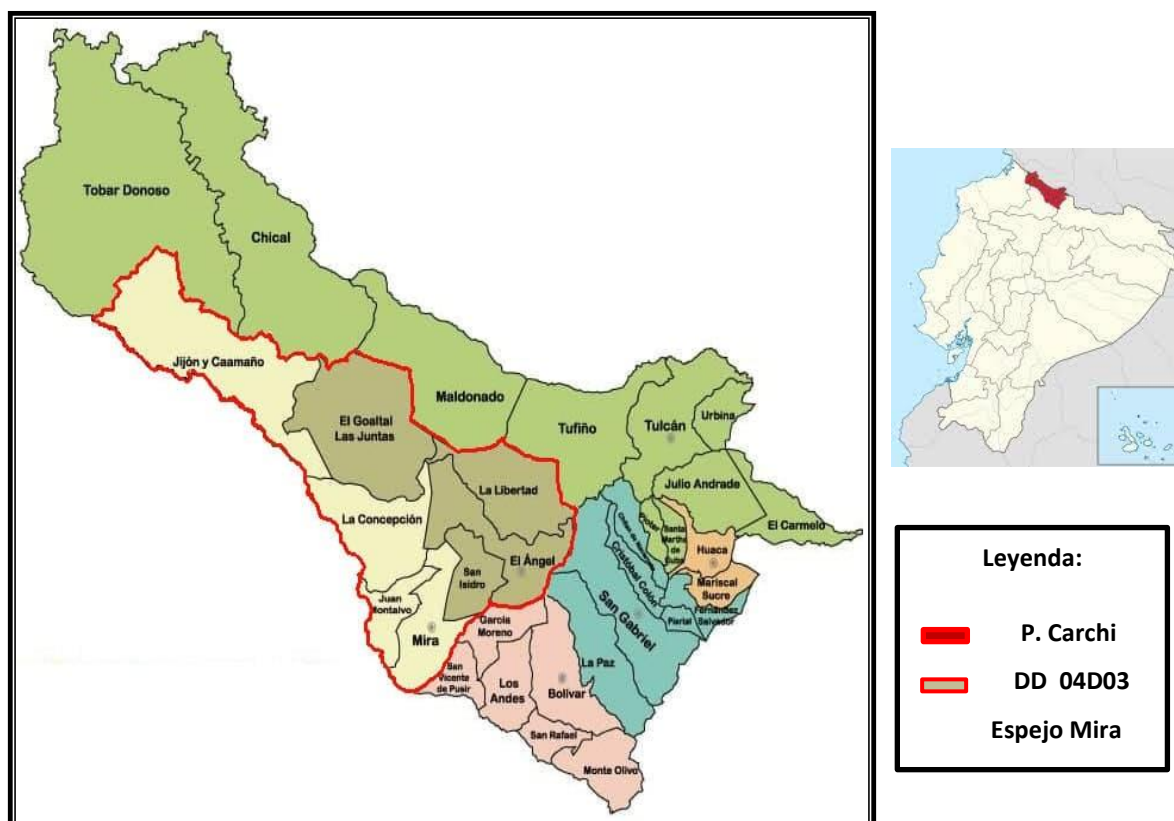 Tobar Donoso
Chical
Jijón y Caamaño
Maldonado
El Goaltal
Las Juntas
Tufiño
Tulcán
Urbina
La Libertad
Julio Andrade
El Carmelo
La Concepción
Pioter
Santa
Martha de
Cuba
Huaca
Cristóbal Colón
El Ángel
San
Isidro
Mariscal
Sucre
Fernández
Salvador
Juan
Montalvo
San Gabriel
Piartal
Mira
García
Moreno
La Paz
San
Vicente
de Pusir
Los
Andes
Bolívar
San Rafael
Monte Olivo
Leyenda:
P. Carchi
DD 04D03
Espejo Mira